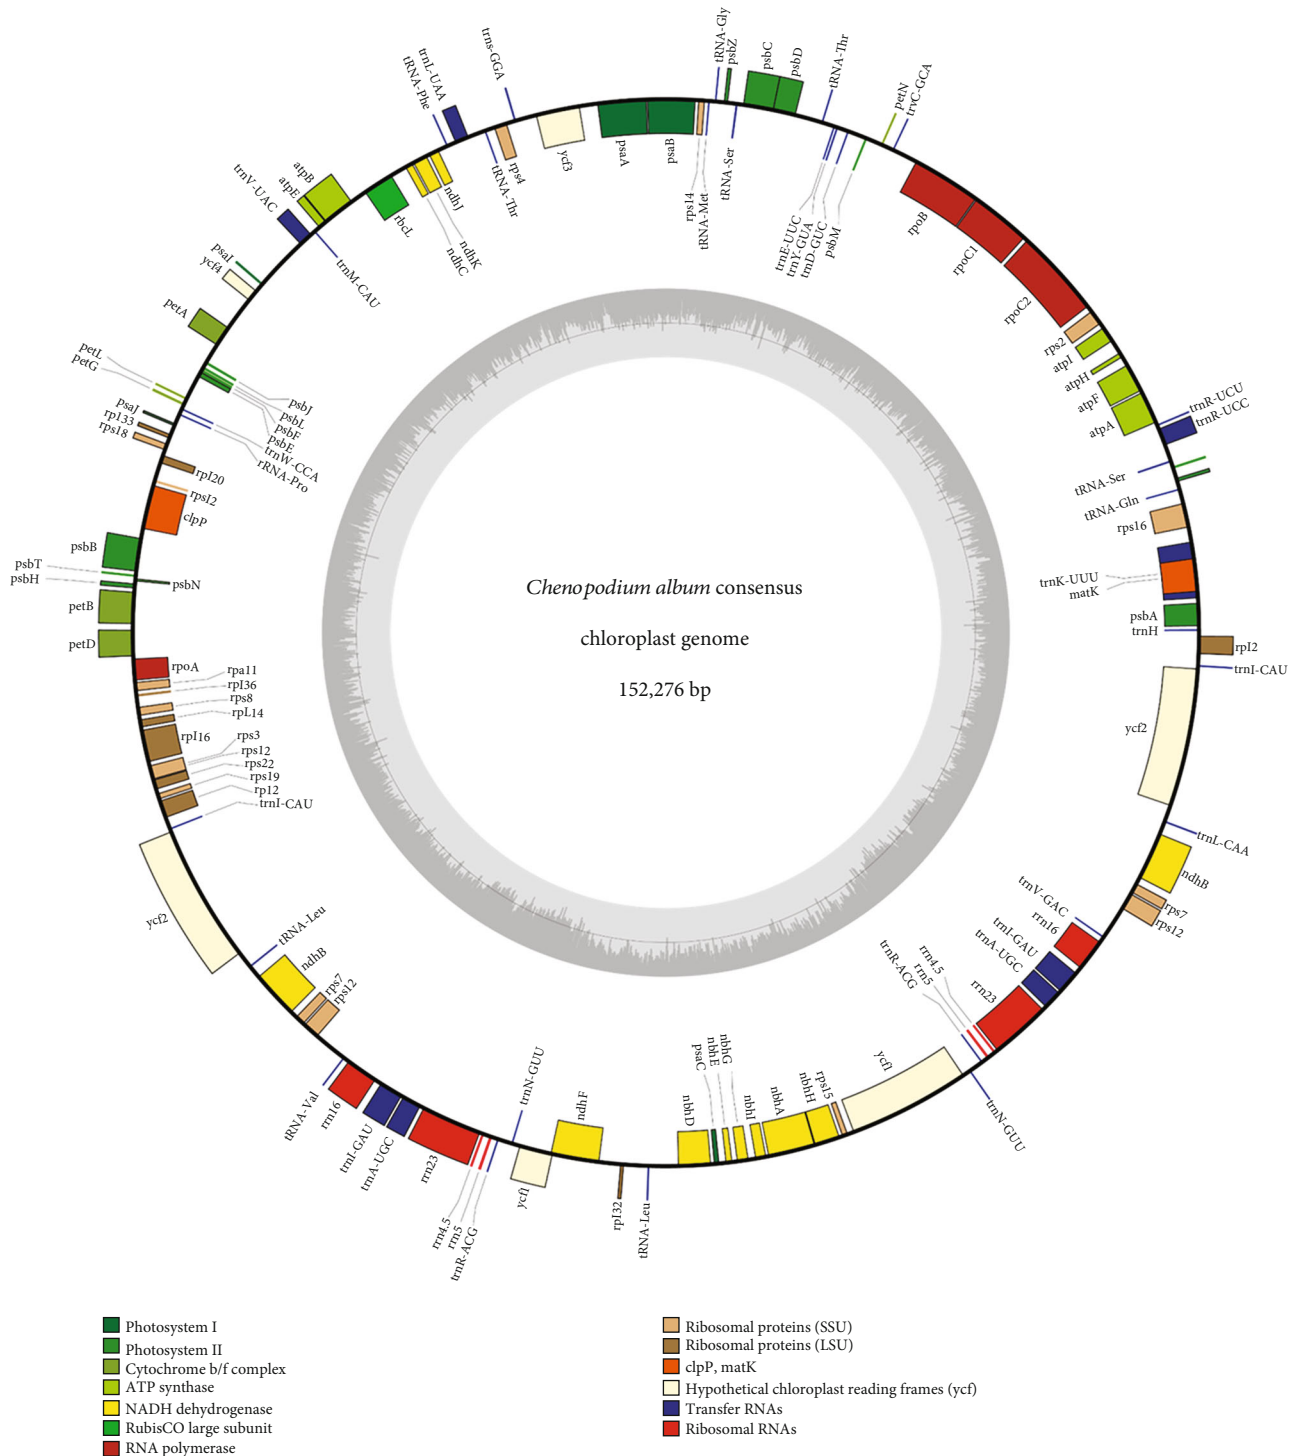 Chenopodium album consensus
chloroplast genome
152,276 bp
tRNA-Gly
psbZ
psbC
psbD
tRNA-Thr
petN
trvC-GCA
trnR-UCU
trnR-UCC
rpI2
trnI-CAU
trnL-CAA
ndhB
rps7
rps12
trnN-GUU
tRNA-Leu
rpI32
ycf1
trnR-ACG
rrn5
rrn4.5
rrn23
trnA-UGC
trnI-GAU
rrn16
tRNA-Val
ycf2
petD
petB
psbH
psbT
psbB
rps18
rp133
psaJ
petG
petL
petA
ycf4
psaI
trnV-UAC
atpE
atpB
tRNA-Phe
trnL-UAA
trns-GGA
rps4
tRNA-Thr
ycf3
psaA
psaB
rps14
tRNA-Met
tRNA-Ser
trnE-UUC
trnY-GUA
trnD-GUC
psbM
rpoB
rpoC1
rpoC2
rps2
atpI
atpH
atpF
atpA
tRNA-Ser
tRNA-Gln
rps16
trnK-UUU
matK
psbA
trnH
ycf2
trnV-GAC
rrn16
trnI-GAU
trnA-UGC
rrn23
rrn4.5
rrn5
trnR-ACG
ycf1
rps15
nbhH
nbhA
nbhI
nbhG
nbhE
psaC
nbhD
ndhF
trnN-GUU
rps12
rps7
ndhB
tRNA-Leu
trnI-CAU
rp12
rps19
rps22
rps12
rps3
rpI16
rpL14
rps8
rpI36
rpa11
rpoA
psbN
clpP
rpsI2
rpI20
rRNA-Pro
trnW-CCA
psbE
psbF
psbL
psbJ
trnM-CAU
rbcL
ndhC
ndhK
ndhJ
Photosystem I
Photosystem II
Cytochrome b/f complex
ATP synthase
NADH dehydrogenase
RubisCO large subunit
RNA polymerase
Ribosomal proteins (SSU)
Ribosomal proteins (LSU)
clpP, matK
Hypothetical chloroplast reading frames (ycf)
Transfer RNAs
Ribosomal RNAs